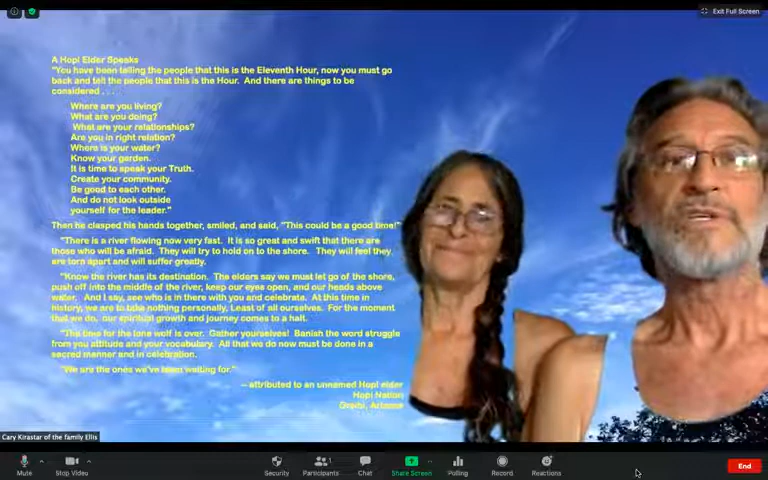 Exit Full Screen
A Hopi Elder Speaks
"You have been telling the people that this is the Eleventh Hour, now you must go
back and tell the people that this is the Hour. And there are things to be
considered . . .
Where are you living?
What are you doing?
What are your relationships?
Are you in right relation?
Where is your water?
Know your garden.
It is time to speak your Truth.
Create your community.
Be good to each other.
And do not look outside
yourself for the leader."
Then he clasped his hands together, smiled, and said, "This could be a good time!"
"There is a river flowing now very fast. It is so great and swift that there are
those who will be afraid. They will try to hold on to the shore. They will feel they
are torn apart and will suffer greatly.
"Know the river has its destination. The elders say we must let go of the shore,
push off into the middle of the river, keep our eyes open, and our heads above
water. And I say, see who is in there with you and celebrate. At this time in
history, we are to take nothing personally, Least of all ourselves. For the moment
that we do, our spiritual growth and journey comes to a halt.
"The time for the lone wolf is over. Gather yourselves! Banish the word struggle
from you attitude and your vocabulary. All that we do now must be done in a
sacred manner and in celebration.
"We are the ones we've been waiting for."
-- attributed to an unnamed Hopi elder
Hopi Nation
Oraibi, Arizona
Cary Kirastar of the family Ellis
Mute
Stop Video
Security
Participants
1
Chat
Share Screen
Polling
Record
Reactions
End